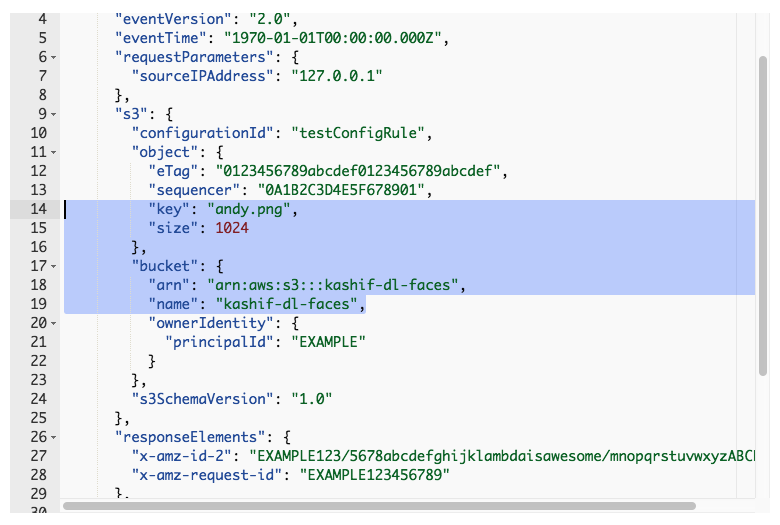 4 "eventVersion": "2.0",
5 "eventTime": "1970-01-01T00:00:00.000Z",
6 "requestParameters": {
7 "sourceIPAddress": "127.0.0.1"
8 },
9 "s3": {
10 "configurationId": "testConfigRule",
11 "object": {
12 "eTag": "0123456789abcdef0123456789abcdef",
13 "sequencer": "0A1B2C3D4E5F678901",
14 "key": "andy.png",
15 "size": 1024
16 },
17 "bucket": {
18 "arn": "arn:aws:s3:::kashif-dl-faces",
19 "name": "kashif-dl-faces",
20 "ownerIdentity": {
21 "principalId": "EXAMPLE"
22 }
23 },
24 "s3SchemaVersion": "1.0"
25 },
26 "responseElements": {
27 "x-amz-id-2": "EXAMPLE123/5678abcdefghijklambdaisawesome/mnopqrstuvwxyzABC
28 "x-amz-request-id": "EXAMPLE123456789"
29 },
30